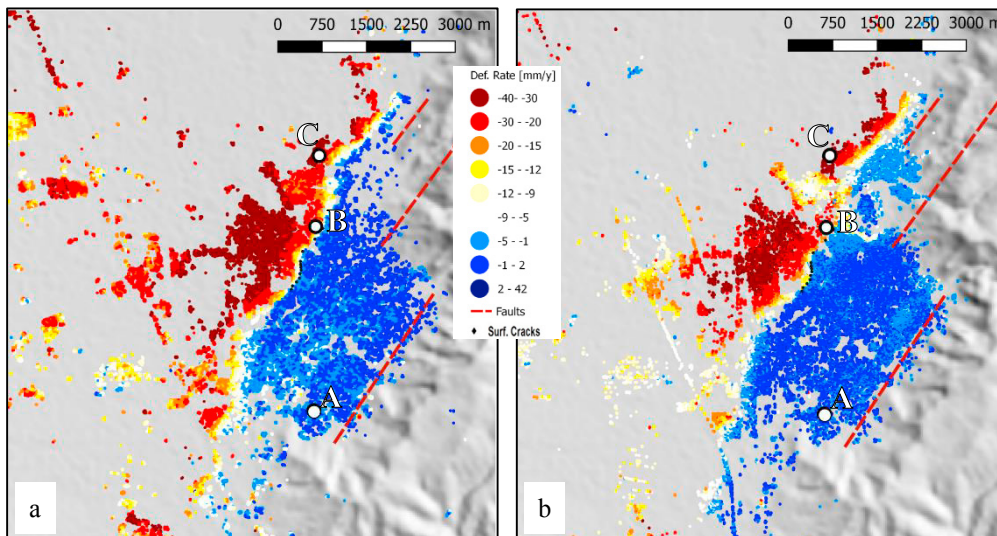 0 750 1500 2250 3000 m
0 750 1500 2250 3000 m
Def. Rate [mm/y]
-40- -30
-30 - -20
-20 - -15
-15 - -12
-12 - -9
-9 - -5
-5 - -1
-1 - 2
2 - 42
Faults
Surf. Cracks
C
B
A
a
C
B
A
b